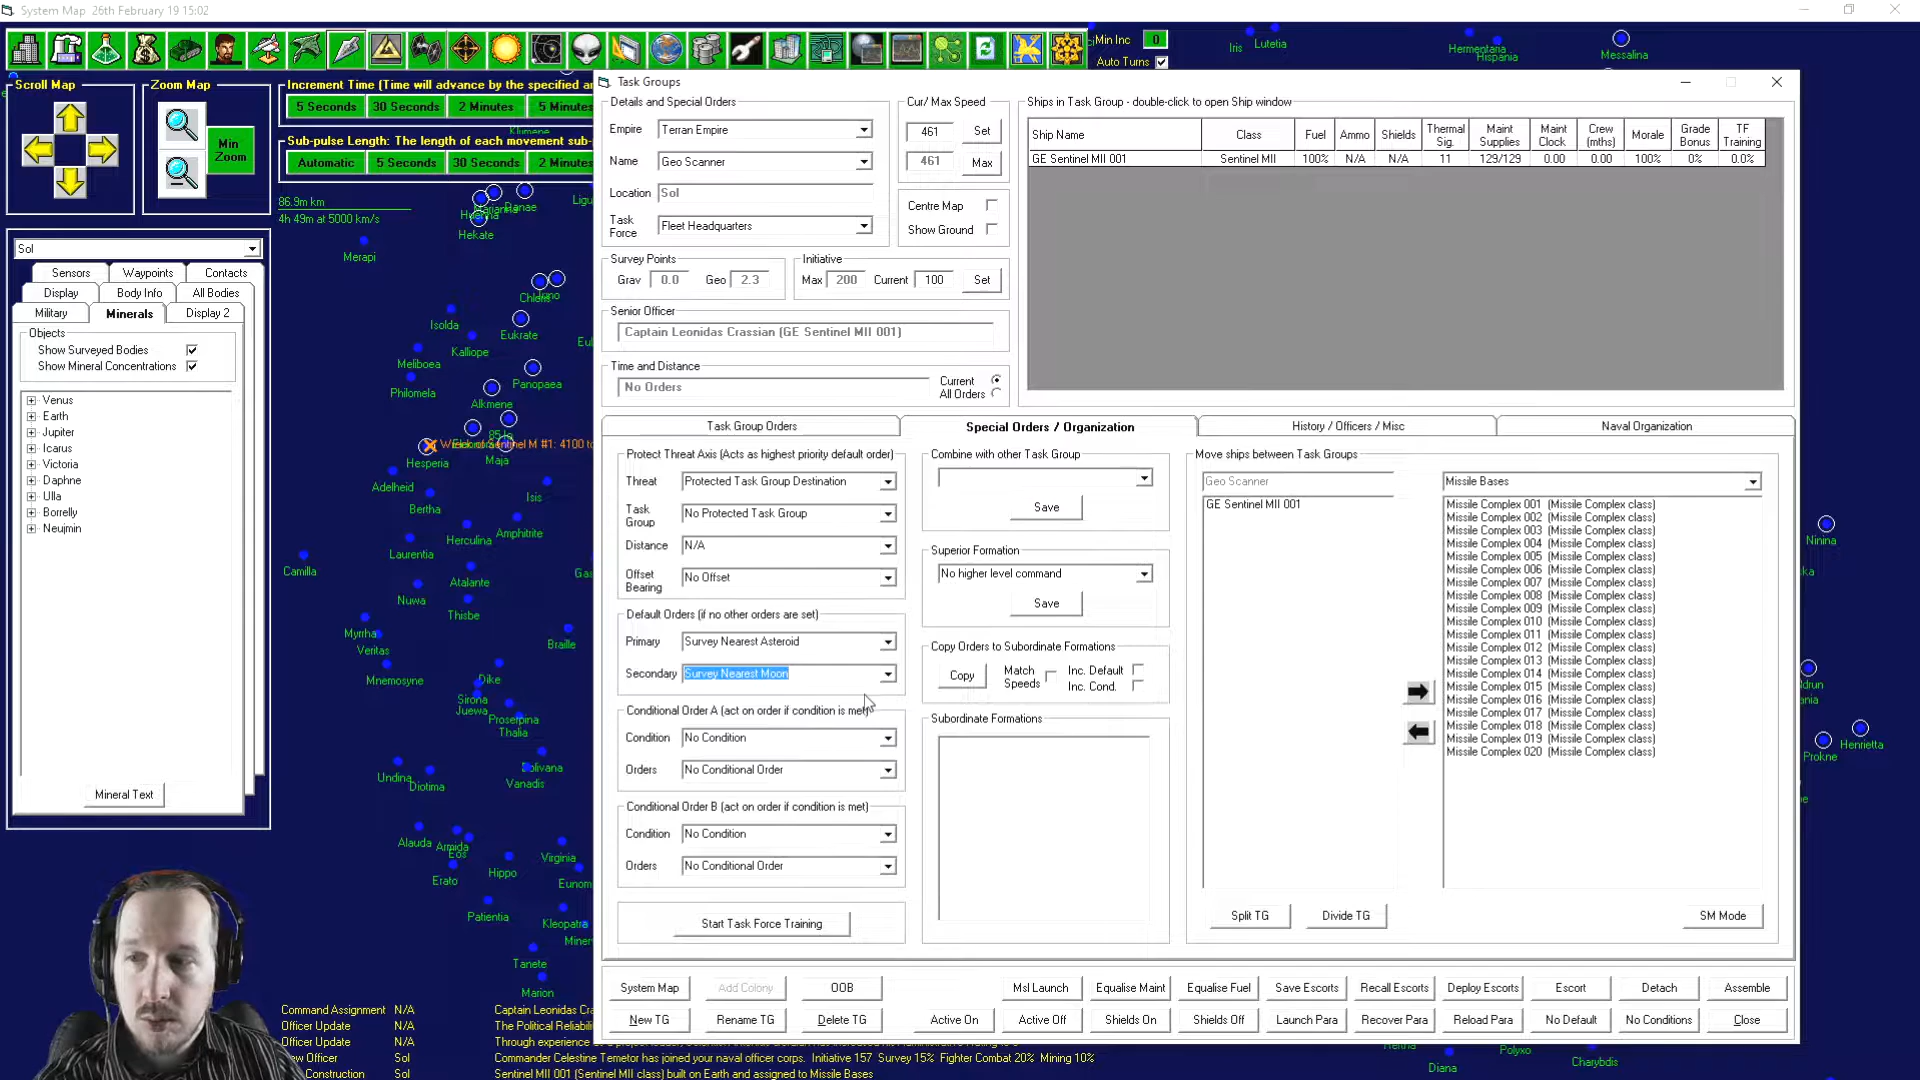 System Map  26th February 19 15:02
Min Inc 0
Auto Turns
Scroll Map
Zoom Map
Min Zoom
Increment Time (Time will advance by the specified
5 Seconds 30 Seconds 2 Minutes 5 Minutes
Sub-pulse Length: The length of each movement sub-
Automatic 5 Seconds 30 Seconds 2 Minutes
86.9m km
4h 49m at 5000 km/s
Sol
Sensors Waypoints Contacts
Display Body Info All Bodies
Military Minerals Display 2
Objects
Show Surveyed Bodies
Show Mineral Concentrations
Venus
Earth
Jupiter
Icarus
Victoria
Daphne
Ulla
Borrelly
Neujmin
Mineral Text
Iris Lutetia
Hermentaria
Hispania
Messalina
Danae
Hekate
Merapi
Chloris
Isolda
Eukrate
Kalliope
Meliboea
Panopaea
Philomela
Alkmene
Hesperia
Maja
Adelheid
Isis
Bertha
Herculina Amphitrite
Laurentia
Camilla
Atalante
Nuwa
Thisbe
Myrrha
Veritas
Braille
Mnemosyne
Dike
Sirona
Juewa
Proserpina
Thalia
Undina
Diotima
Bolivana
Vanadis
Alauda Armida
Eos
Erato
Hippo
Virginia
Patientia
Kleopatra
Tanete
Marion
Ninina
Prokne
Henrietta
Polyxo
Charybdis
Diana
Task Groups
Details and Special Orders
Empire Terran Empire
Name Geo Scanner
Location Sol
Task Force Fleet Headquarters
Cur/ Max Speed
461 Set
461 Max
Centre Map
Show Ground
Survey Points
Grav 0.0 Geo 2.3
Initiative
Max 200 Current 100 Set
Senior Officer
Captain Leonidas Crassian (GE Sentinel MII 001)
Time and Distance
No Orders
Current
All Orders
Ships in Task Group - double-click to open Ship window
Ship Name Class Fuel Ammo Shields Thermal Sig. Maint Supplies Maint Clock Crew (mths) Morale Grade Bonus TF Training
GE Sentinel MII 001 Sentinel MII 100% N/A N/A 11 129/129 0.00 0.00 100% 0% 0.0%
Task Group Orders
Special Orders / Organization
History / Officers / Misc
Naval Organization
Protect Threat Axis (Acts as highest priority default order)
Threat Protected Task Group Destination
Task Group No Protected Task Group
Distance N/A
Offset Bearing No Offset
Default Orders (if no other orders are set)
Primary Survey Nearest Asteroid
Secondary Survey Nearest Moon
Conditional Order A (act on order if condition is met)
Condition No Condition
Orders No Conditional Order
Conditional Order B (act on order if condition is met)
Condition No Condition
Orders No Conditional Order
Start Task Force Training
Combine with other Task Group
Save
Superior Formation
No higher level command
Save
Copy Orders to Subordinate Formations
Copy Match Speeds Inc. Default
Inc. Cond.
Subordinate Formations
Move ships between Task Groups
Geo Scanner
GE Sentinel MII 001
Missile Bases
Missile Complex 001  (Missile Complex class)
Missile Complex 002  (Missile Complex class)
Missile Complex 003  (Missile Complex class)
Missile Complex 004  (Missile Complex class)
Missile Complex 005  (Missile Complex class)
Missile Complex 006  (Missile Complex class)
Missile Complex 007  (Missile Complex class)
Missile Complex 008  (Missile Complex class)
Missile Complex 009  (Missile Complex class)
Missile Complex 010  (Missile Complex class)
Missile Complex 011  (Missile Complex class)
Missile Complex 012  (Missile Complex class)
Missile Complex 013  (Missile Complex class)
Missile Complex 014  (Missile Complex class)
Missile Complex 015  (Missile Complex class)
Missile Complex 016  (Missile Complex class)
Missile Complex 017  (Missile Complex class)
Missile Complex 018  (Missile Complex class)
Missile Complex 019  (Missile Complex class)
Missile Complex 020  (Missile Complex class)
Split TG Divide TG SM Mode
System Map Add Colony OOB Msl Launch Equalise Maint Equalise Fuel Save Escorts Recall Escorts Deploy Escorts Escort Detach Assemble
New TG Rename TG Delete TG Active On Active Off Shields On Shields Off Launch Para Recover Para Reload Para No Default No Conditions Close
Command Assignment N/A Captain Leonidas
Officer Update N/A The Political
Officer Update N/A Through experience
Officer Sol Commander Celestine Temetor has joined your naval officer corps.  Initiative 157  Survey 15%  Fighter Combat 20%  Mining 10%
Construction Sol Sentinel MII 001 (Sentinel MII class) built on Earth and assigned to Missile Bases